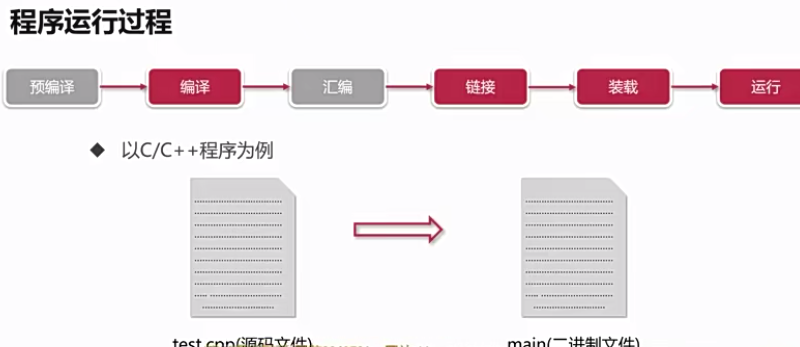 程序运行过程
预编译 编译 汇编 链接 装载 运行
◆ 以C/C++程序为例
test.cpp(源码文件) main(二进制文件)